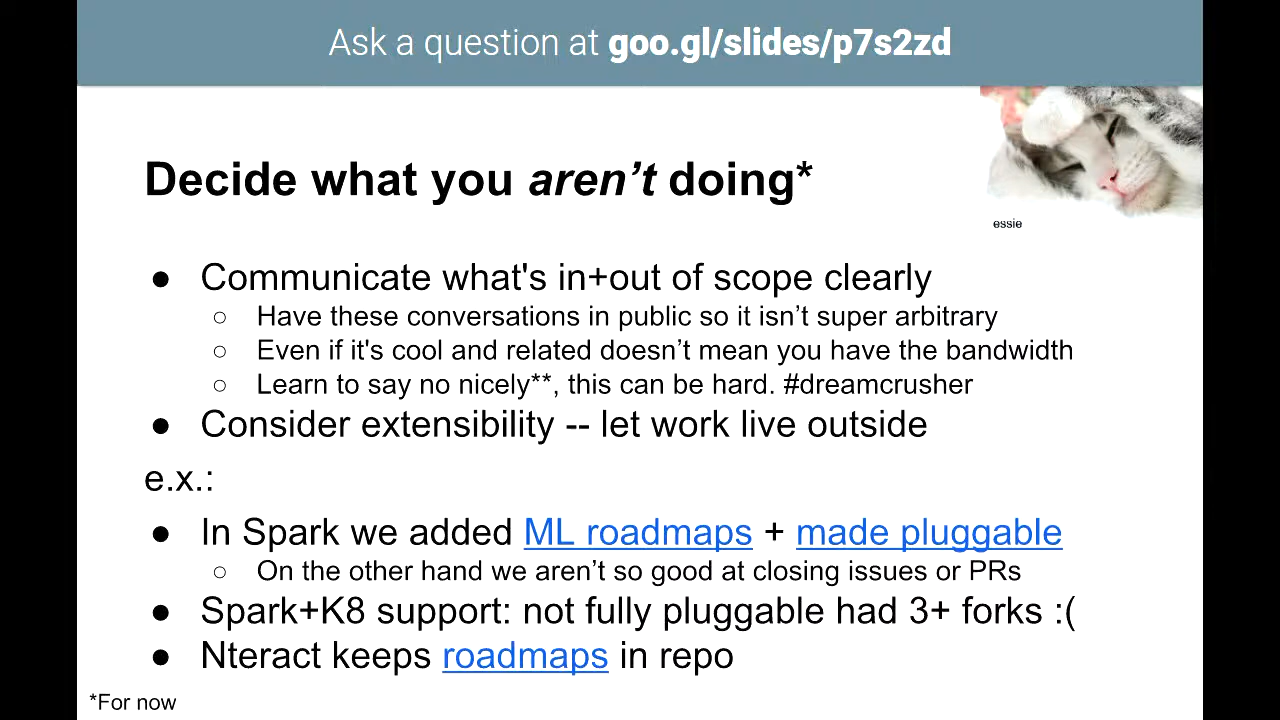 Ask a question at goo.gl/slides/p7s2zd
essie
Decide what you aren’t doing*
● Communicate what's in+out of scope clearly
○ Have these conversations in public so it isn’t super arbitrary
○ Even if it's cool and related doesn’t mean you have the bandwidth
○ Learn to say no nicely**, this can be hard. #dreamcrusher
● Consider extensibility -- let work live outside
e.x.:
● In Spark we added ML roadmaps + made pluggable
○ On the other hand we aren’t so good at closing issues or PRs
● Spark+K8 support: not fully pluggable had 3+ forks :(
● Nteract keeps roadmaps in repo
*For now